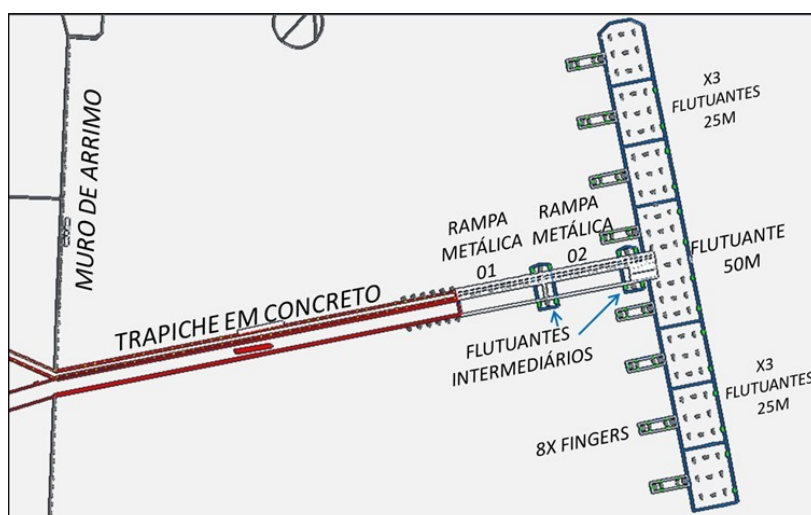 MURO DE ARRIMO
TRAPICHE EM CONCRETO
RAMPA
METÁLICA
01
RAMPA
METÁLICA
02
FLUTUANTES
INTERMEDIÁRIOS
X3
FLUTUANTES
25M
FLUTUANTE
50M
X3
FLUTUANTES
25M
8X FINGERS